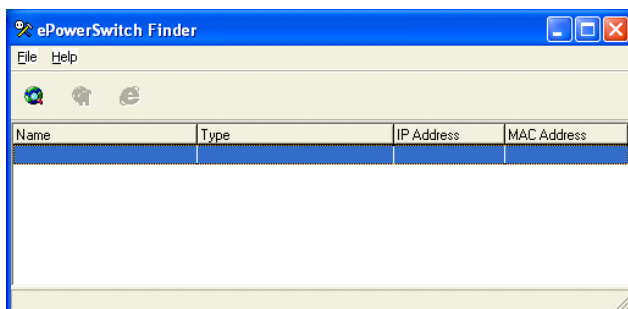 ePowerSwitch Finder
File Help
Name Type IP Address MAC Address